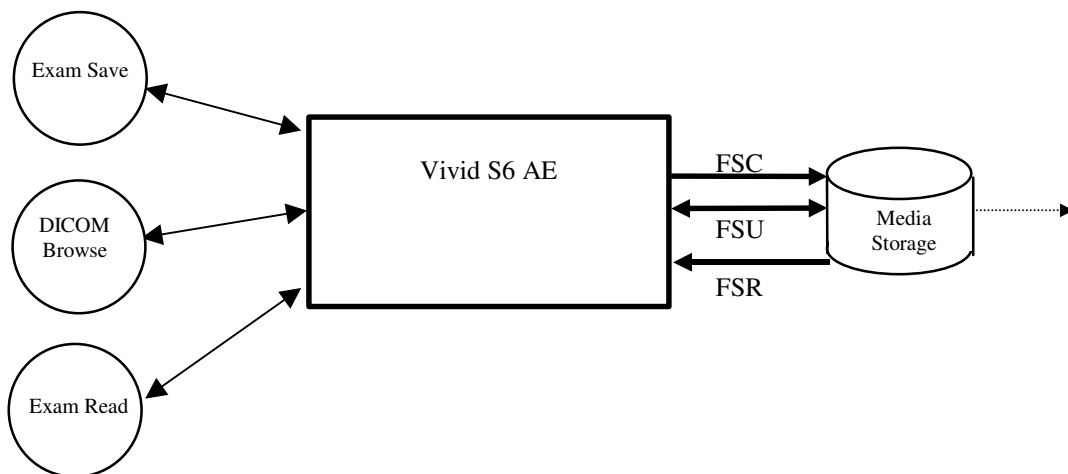 Exam Save
DICOM
Browse
Exam Read
Vivid S6 AE
FSC
FSU
FSR
Media
Storage